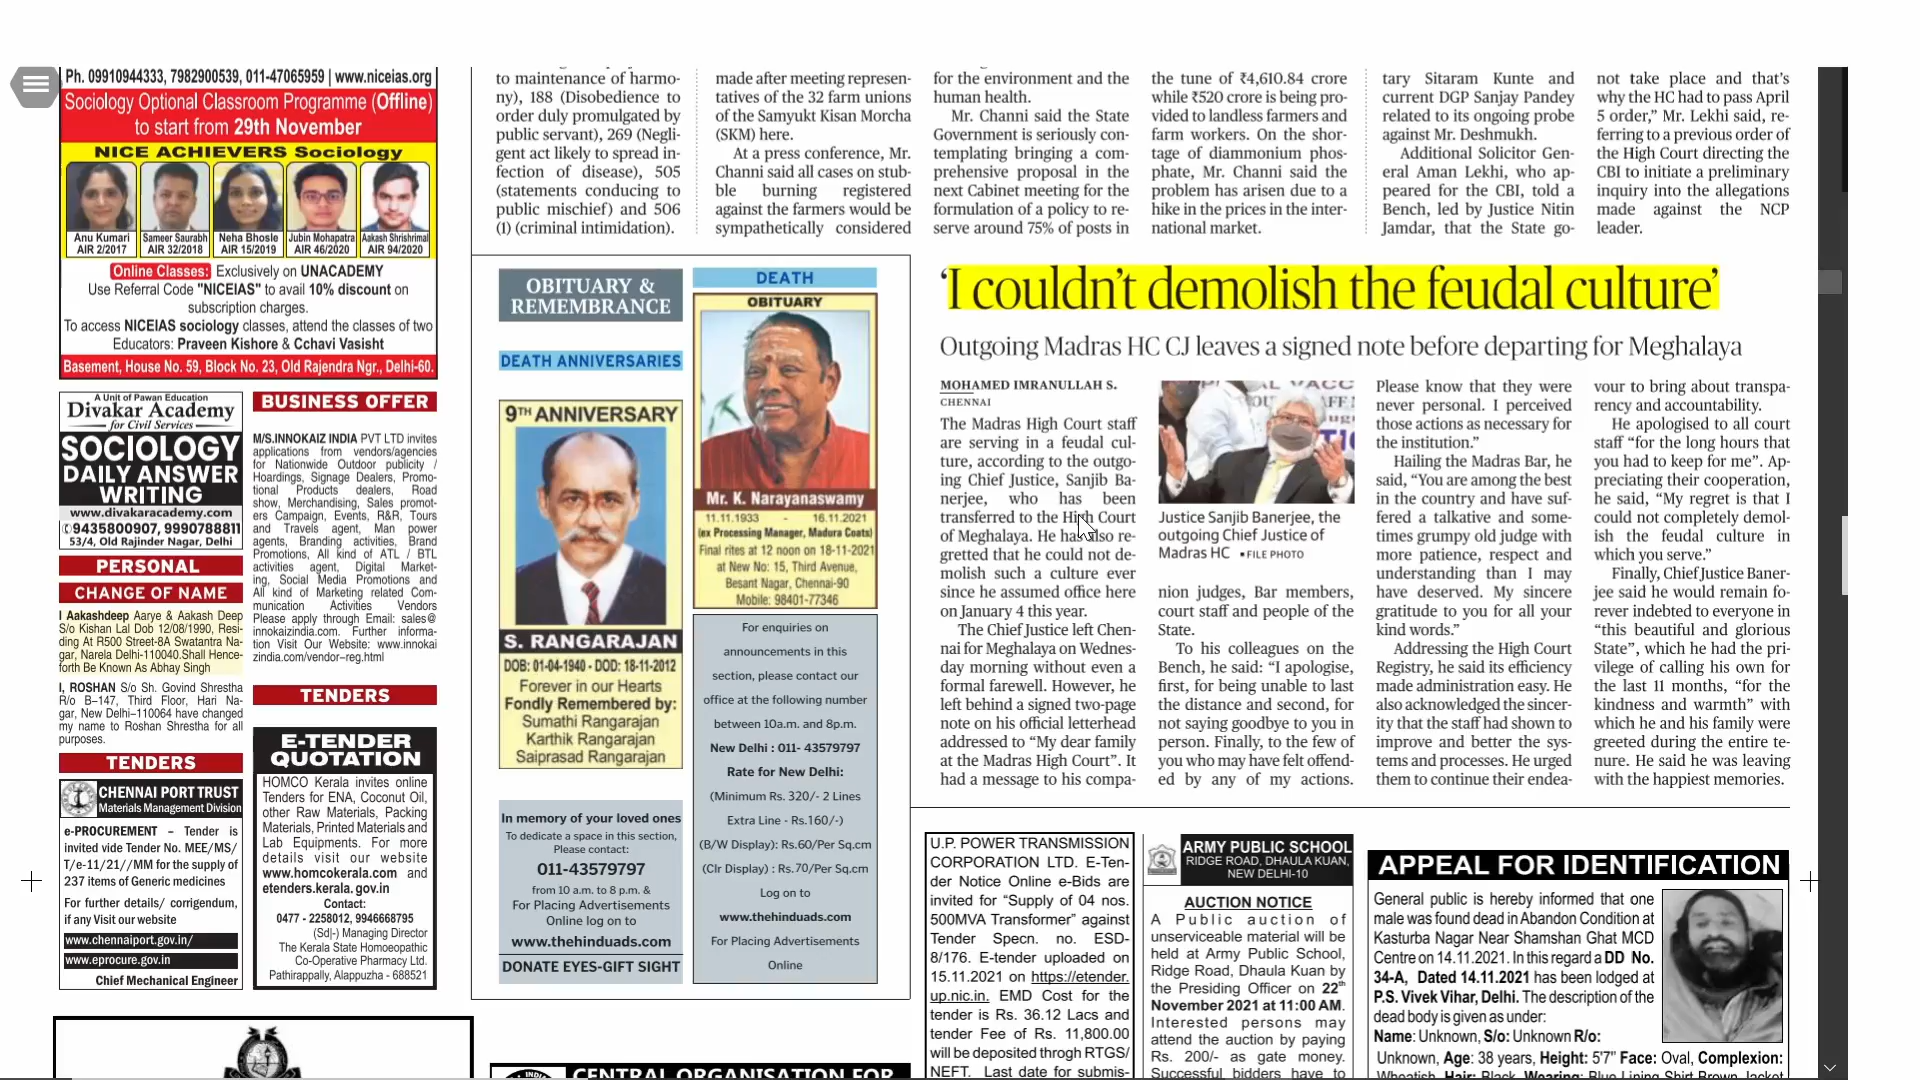 Ph. 09910944333, 7982900539, 011-47065959 | www.niceias.org
Sociology Optional Classroom Programme (Offline)
to start from 29th November
NICE ACHIEVERS Sociology
Anu Kumari
AIR 2/2017
Sameer Saurabh
AIR 32/2018
Neha Bhosle
AIR 15/2019
Jubin Mohapatra
AIR 46/2020
Aakash Shrishrimal
AIR 94/2020
Online Classes: Exclusively on UNACADEMY
Use Referral Code "NICEIAS" to avail 10% discount on
subscription charges.
To access NICEIAS sociology classes, attend the classes of two
Educators: Praveen Kishore & Cchavi Vasisht
Basement, House No. 59, Block No. 23, Old Rajendra Ngr., Delhi-60.
A Unit of Pawan Education
Divakar Academy
for Civil Services
SOCIOLOGY
DAILY ANSWER
WRITING
www.divakaracademy.com
9435800907, 9990788811
53/4, Old Rajinder Nagar, Delhi
PERSONAL
CHANGE OF NAME
I Aakashdeep Aarye & Aakash Deep
S/o Kishan Lal Dob 12/08/1990, Resi-
ding At R500 Street-8A Swatantra Na-
gar, Narela Delhi-110040.Shall Hence-
forth Be Known As Abhay Singh
I, ROSHAN S/o Sh. Govind Shrestha
R/o B–147, Third Floor, Hari Na-
gar, New Delhi–110064 have changed
my name to Roshan Shrestha for all
purposes.
TENDERS
CHENNAI PORT TRUST
Materials Management Division
e-PROCUREMENT – Tender is
invited vide Tender No. MEE/MS/
T/e-11/21//MM for the supply of
237 items of Generic medicines
For further details/ corrigendum,
if any Visit our website
www.chennaiport.gov.in/
www.eprocure.gov.in
Chief Mechanical Engineer
BUSINESS OFFER
M/S.INNOKAIZ INDIA PVT LTD invites
applications from vendors/agencies
for Nationwide Outdoor publicity /
Hoardings, Signage Dealers, Promo-
tional Products dealers, Road
show, Merchandising, Sales promot-
ers Campaign, Events, R&R, Tours
and Travels agent, Man power
agents, Branding activities, Brand
Promotions, All kind of ATL / BTL
activities agent, Digital Market-
ing, Social Media Promotions and
All kind of Marketing related Com-
munication Activities Vendors
Please apply through Email: sales@
innokaizindia.com. Further informa-
tion Visit Our Website: www.innokai
zindia.com/vendor–reg.html
TENDERS
E-TENDER
QUOTATION
HOMCO Kerala invites online
Tenders for ENA, Coconut Oil,
other Raw Materials, Packing
Materials, Printed Materials and
Lab Equipments. For more
details visit our website
www.homcokerala.com and
etenders.kerala.gov.in
Contact:
0477 - 2258012, 9946668795
(Sd|-) Managing Director
The Kerala State Homoeopathic
Co-Operative Pharmacy Ltd.
Pathirappally, Alappuzha - 688521
to maintenance of harmo-
ny), 188 (Disobedience to
order duly promulgated by
public servant), 269 (Negli-
gent act likely to spread in-
fection of disease), 505
(statements conducing to
public mischief) and 506
(1) (criminal intimidation).
made after meeting represen-
tatives of the 32 farm unions
of the Samyukt Kisan Morcha
(SKM) here.
At a press conference, Mr.
Channi said all cases on stub-
ble burning registered
against the farmers would be
sympathetically considered
for the environment and the
human health.
Mr. Channi said the State
Government is seriously con-
templating bringing a com-
prehensive proposal in the
next Cabinet meeting for the
formulation of a policy to re-
serve around 75% of posts in
the tune of ₹4,610.84 crore
while ₹520 crore is being pro-
vided to landless farmers and
farm workers. On the shor-
tage of diammonium phos-
phate, Mr. Channi said the
problem has arisen due to a
hike in the prices in the inter-
national market.
tary Sitaram Kunte and
current DGP Sanjay Pandey
related to its ongoing probe
against Mr. Deshmukh.
Additional Solicitor Gen-
eral Aman Lekhi, who ap-
peared for the CBI, told a
Bench, led by Justice Nitin
Jamdar, that the State go-
not take place and that's
why the HC had to pass April
5 order,” Mr. Lekhi said, re-
ferring to a previous order of
the High Court directing the
CBI to initiate a preliminary
inquiry into the allegations
made against the NCP
leader.
OBITUARY &
REMEMBRANCE
DEATH ANNIVERSARIES
9TH ANNIVERSARY
S. RANGARAJAN
DOB: 01-04-1940 - DOD: 18-11-2012
Forever in our Hearts
Fondly Remembered by:
Sumathi Rangarajan
Karthik Rangarajan
Saiprasad Rangarajan
In memory of your loved ones
To dedicate a space in this section,
Please contact:
011-43579797
from 10 a.m. to 8 p.m. &
For Placing Advertisements
Online log on to
www.thehinduads.com
DONATE EYES-GIFT SIGHT
DEATH
OBITUARY
Mr. K. Narayanaswamy
11.11.1933 - 16.11.2021
(ex Processing Manager, Madura Coats)
Final rites at 12 noon on 18-11-2021
at New No: 15, Third Avenue,
Besant Nagar, Chennai-90
Mobile: 98401-77346
For enquiries on
announcements in this
section, please contact our
office at the following number
between 10a.m. and 8p.m.
New Delhi : 011- 43579797
Rate for New Delhi:
(Minimum Rs. 320/- 2 Lines
Extra Line - Rs.160/-)
(B/W Display): Rs.60/Per Sq.cm
(Clr Display) : Rs.70/Per Sq.cm
Log on to
www.thehinduads.com
For Placing Advertisements
Online
‘I couldn’t demolish the feudal culture’
Outgoing Madras HC CJ leaves a signed note before departing for Meghalaya
MOHAMED IMRANULLAH S.
CHENNAI
The Madras High Court staff
are serving in a feudal cul-
ture, according to the outgo-
ing Chief Justice, Sanjib Ba-
nerjee, who has been
transferred to the High Court
of Meghalaya. He has also re-
gretted that he could not de-
molish such a culture ever
since he assumed office here
on January 4 this year.
The Chief Justice left Chen-
nai for Meghalaya on Wednes-
day morning without even a
formal farewell. However, he
left behind a signed two-page
note on his official letterhead
addressed to “My dear family
at the Madras High Court”. It
had a message to his compa-
Justice Sanjib Banerjee, the
outgoing Chief Justice of
Madras HC ▪FILE PHOTO
nion judges, Bar members,
court staff and people of the
State.
To his colleagues on the
Bench, he said: “I apologise,
first, for being unable to last
the distance and second, for
not saying goodbye to you in
person. Finally, to the few of
you who may have felt offend-
ed by any of my actions.
Please know that they were
never personal. I perceived
those actions as necessary for
the institution.”
Hailing the Madras Bar, he
said, “You are among the best
in the country and have suf-
fered a talkative and some-
times grumpy old judge with
more patience, respect and
understanding than I may
have deserved. My sincere
gratitude to you for all your
kind words.”
Addressing the High Court
Registry, he said its efficiency
made administration easy. He
also acknowledged the sincer-
ity that the staff had shown to
improve and better the sys-
tems and processes. He urged
them to continue their endea-
vour to bring about transpa-
rency and accountability.
He apologised to all court
staff “for the long hours that
you had to keep for me”. Ap-
preciating their cooperation,
he said, “My regret is that I
could not completely demol-
ish the feudal culture in
which you serve.”
Finally, Chief Justice Baner-
jee said he would remain fo-
rever indebted to everyone in
“this beautiful and glorious
State”, which he had the pri-
vilege of calling his own for
the last 11 months, “for the
kindness and warmth” with
which he and his family were
greeted during the entire te-
nure. He said he was leaving
with the happiest memories.
U.P. POWER TRANSMISSION
CORPORATION LTD. E-Ten-
der Notice Online e-Bids are
invited for “Supply of 04 nos.
500MVA Transformer” against
Tender Specn. no. ESD-
8/176. E-tender uploaded on
15.11.2021 on https://etender.
up.nic.in. EMD Cost for the
tender is Rs. 36.12 Lacs and
tender Fee of Rs. 11,800.00
will be deposited throgh RTGS/
NEFT. Last date for submis-
ARMY PUBLIC SCHOOL
RIDGE ROAD, DHAULA KUAN,
NEW DELHI-10
AUCTION NOTICE
A Public auction of
unserviceable material will be
held at Army Public School,
Ridge Road, Dhaula Kuan by
the Presiding Officer on 22nd
November 2021 at 11:00 AM.
Interested persons may
attend the auction by paying
Rs. 200/- as gate money.
Successful bidders have to
APPEAL FOR IDENTIFICATION
General public is hereby informed that one
male was found dead in Abandon Condition at
Kasturba Nagar Near Shamshan Ghat MCD
Centre on 14.11.2021. In this regard a DD No.
34-A, Dated 14.11.2021 has been lodged at
P.S. Vivek Vihar, Delhi. The description of the
dead body is given as under:
Name: Unknown, S/o: Unknown R/o:
Unknown, Age: 38 years, Height: 5'7" Face: Oval, Complexion:
Wheatish, Hair: Black, Wearing: Blue Lining Shirt Brown Jacket
CENTRAL ORGANISATION FOR